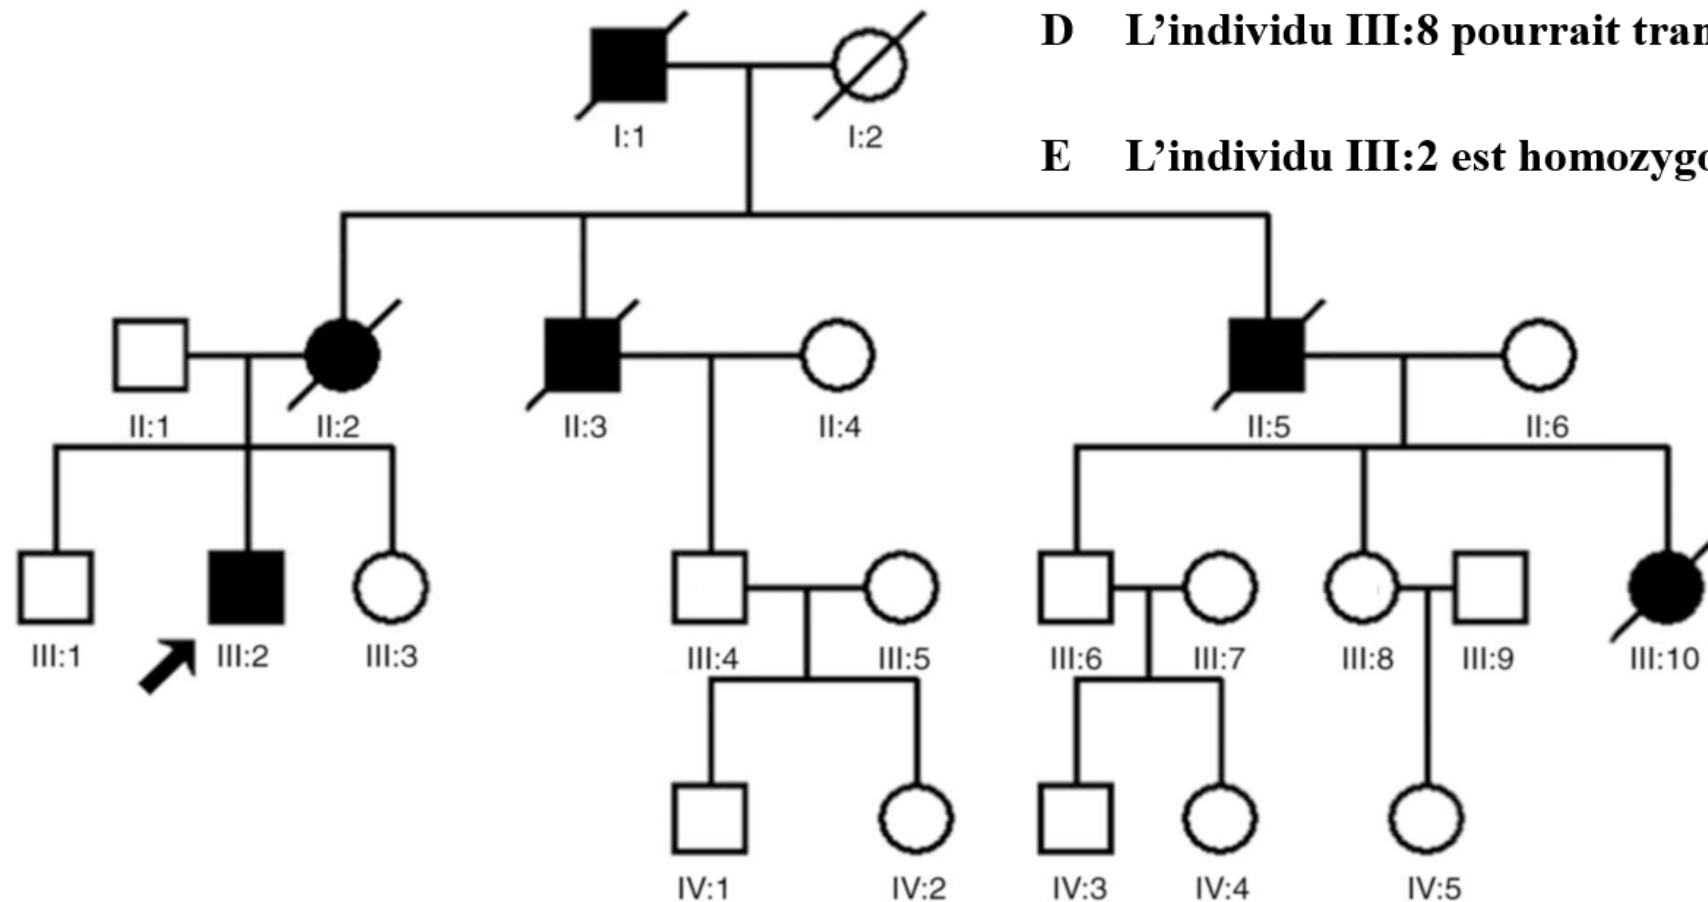 D L’individu III:8 pourrait
I:1 I:2
E L’individu III:2 est
II:1 II:2 II:3 II:4 II:5 II:6
III:1 III:2 III:3 III:4 III:5 III:6 III:7 III:8 III:9 III:10
IV:1 IV:2 IV:3 IV:4 IV:5